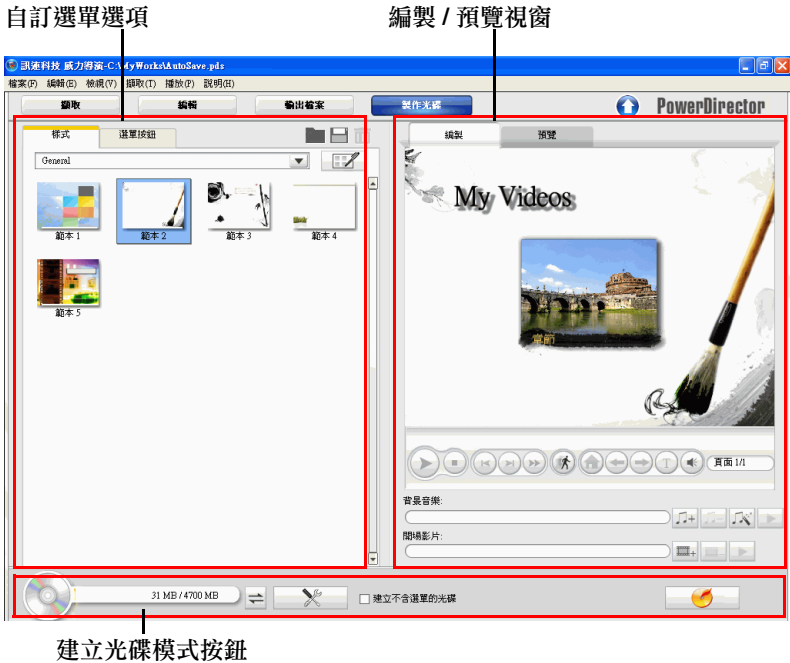 自訂選單選項
編製 / 預覽視窗
訊連科技 威力導演-C:\MyWorks\AutoSave.pds
檔案(F) 編輯(E) 檢視(V) 擷取(T) 播放(P) 說明(H)
擷取 編輯 輸出檔案 製作光碟 PowerDirector
樣式 選單按鈕
General
範本 1 範本 2 範本 3 範本 4
範本 5
編製 預覽
My Videos
章節
T 頁面 1/1
背景音樂:
開場影片:
31 MB / 4700 MB 建立不含選單的光碟
建立光碟模式按鈕